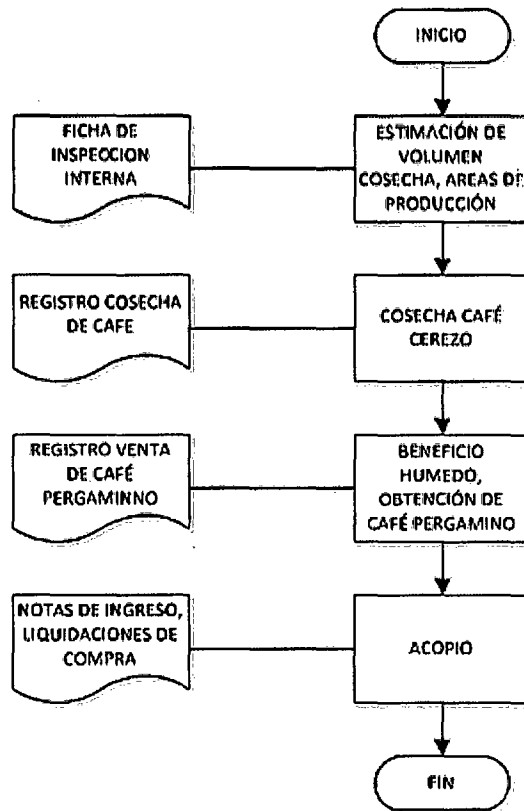 INICIO
FICHA DE
INSPECCION
INTERNA
ESTIMACIÓN DE
VOLUMEN
COSECHA, AREAS DE
PRODUCCIÓN
REGISTRO COSECHA
DE CAFE
COSECHA CAFÉ
CEREZO
REGISTRO VENTA
DE CAFÉ
PERGAMINNO
BENEFICIO
HUMEDO,
OBTENCIÓN DE
CAFÉ PERGAMINO
NOTAS DE INGRESO,
LIQUIDACIONES DE
COMPRA
ACOPIO
FIN